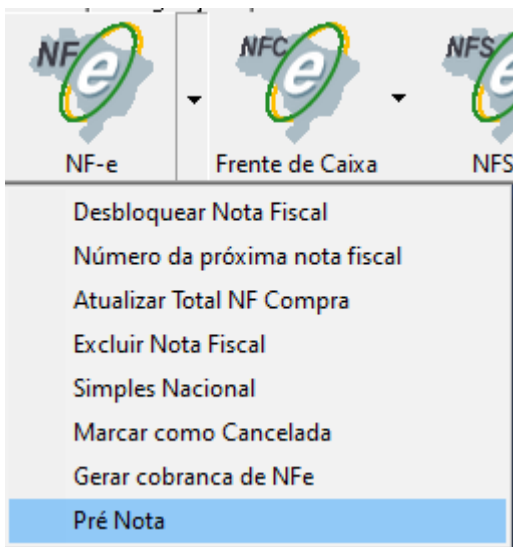 NF e NFC e NFS
NF-e Frente de Caixa NFS
Desbloquear Nota Fiscal
Número da próxima nota fiscal
Atualizar Total NF Compra
Excluir Nota Fiscal
Simples Nacional
Marcar como Cancelada
Gerar cobranca de NFe
Pré Nota